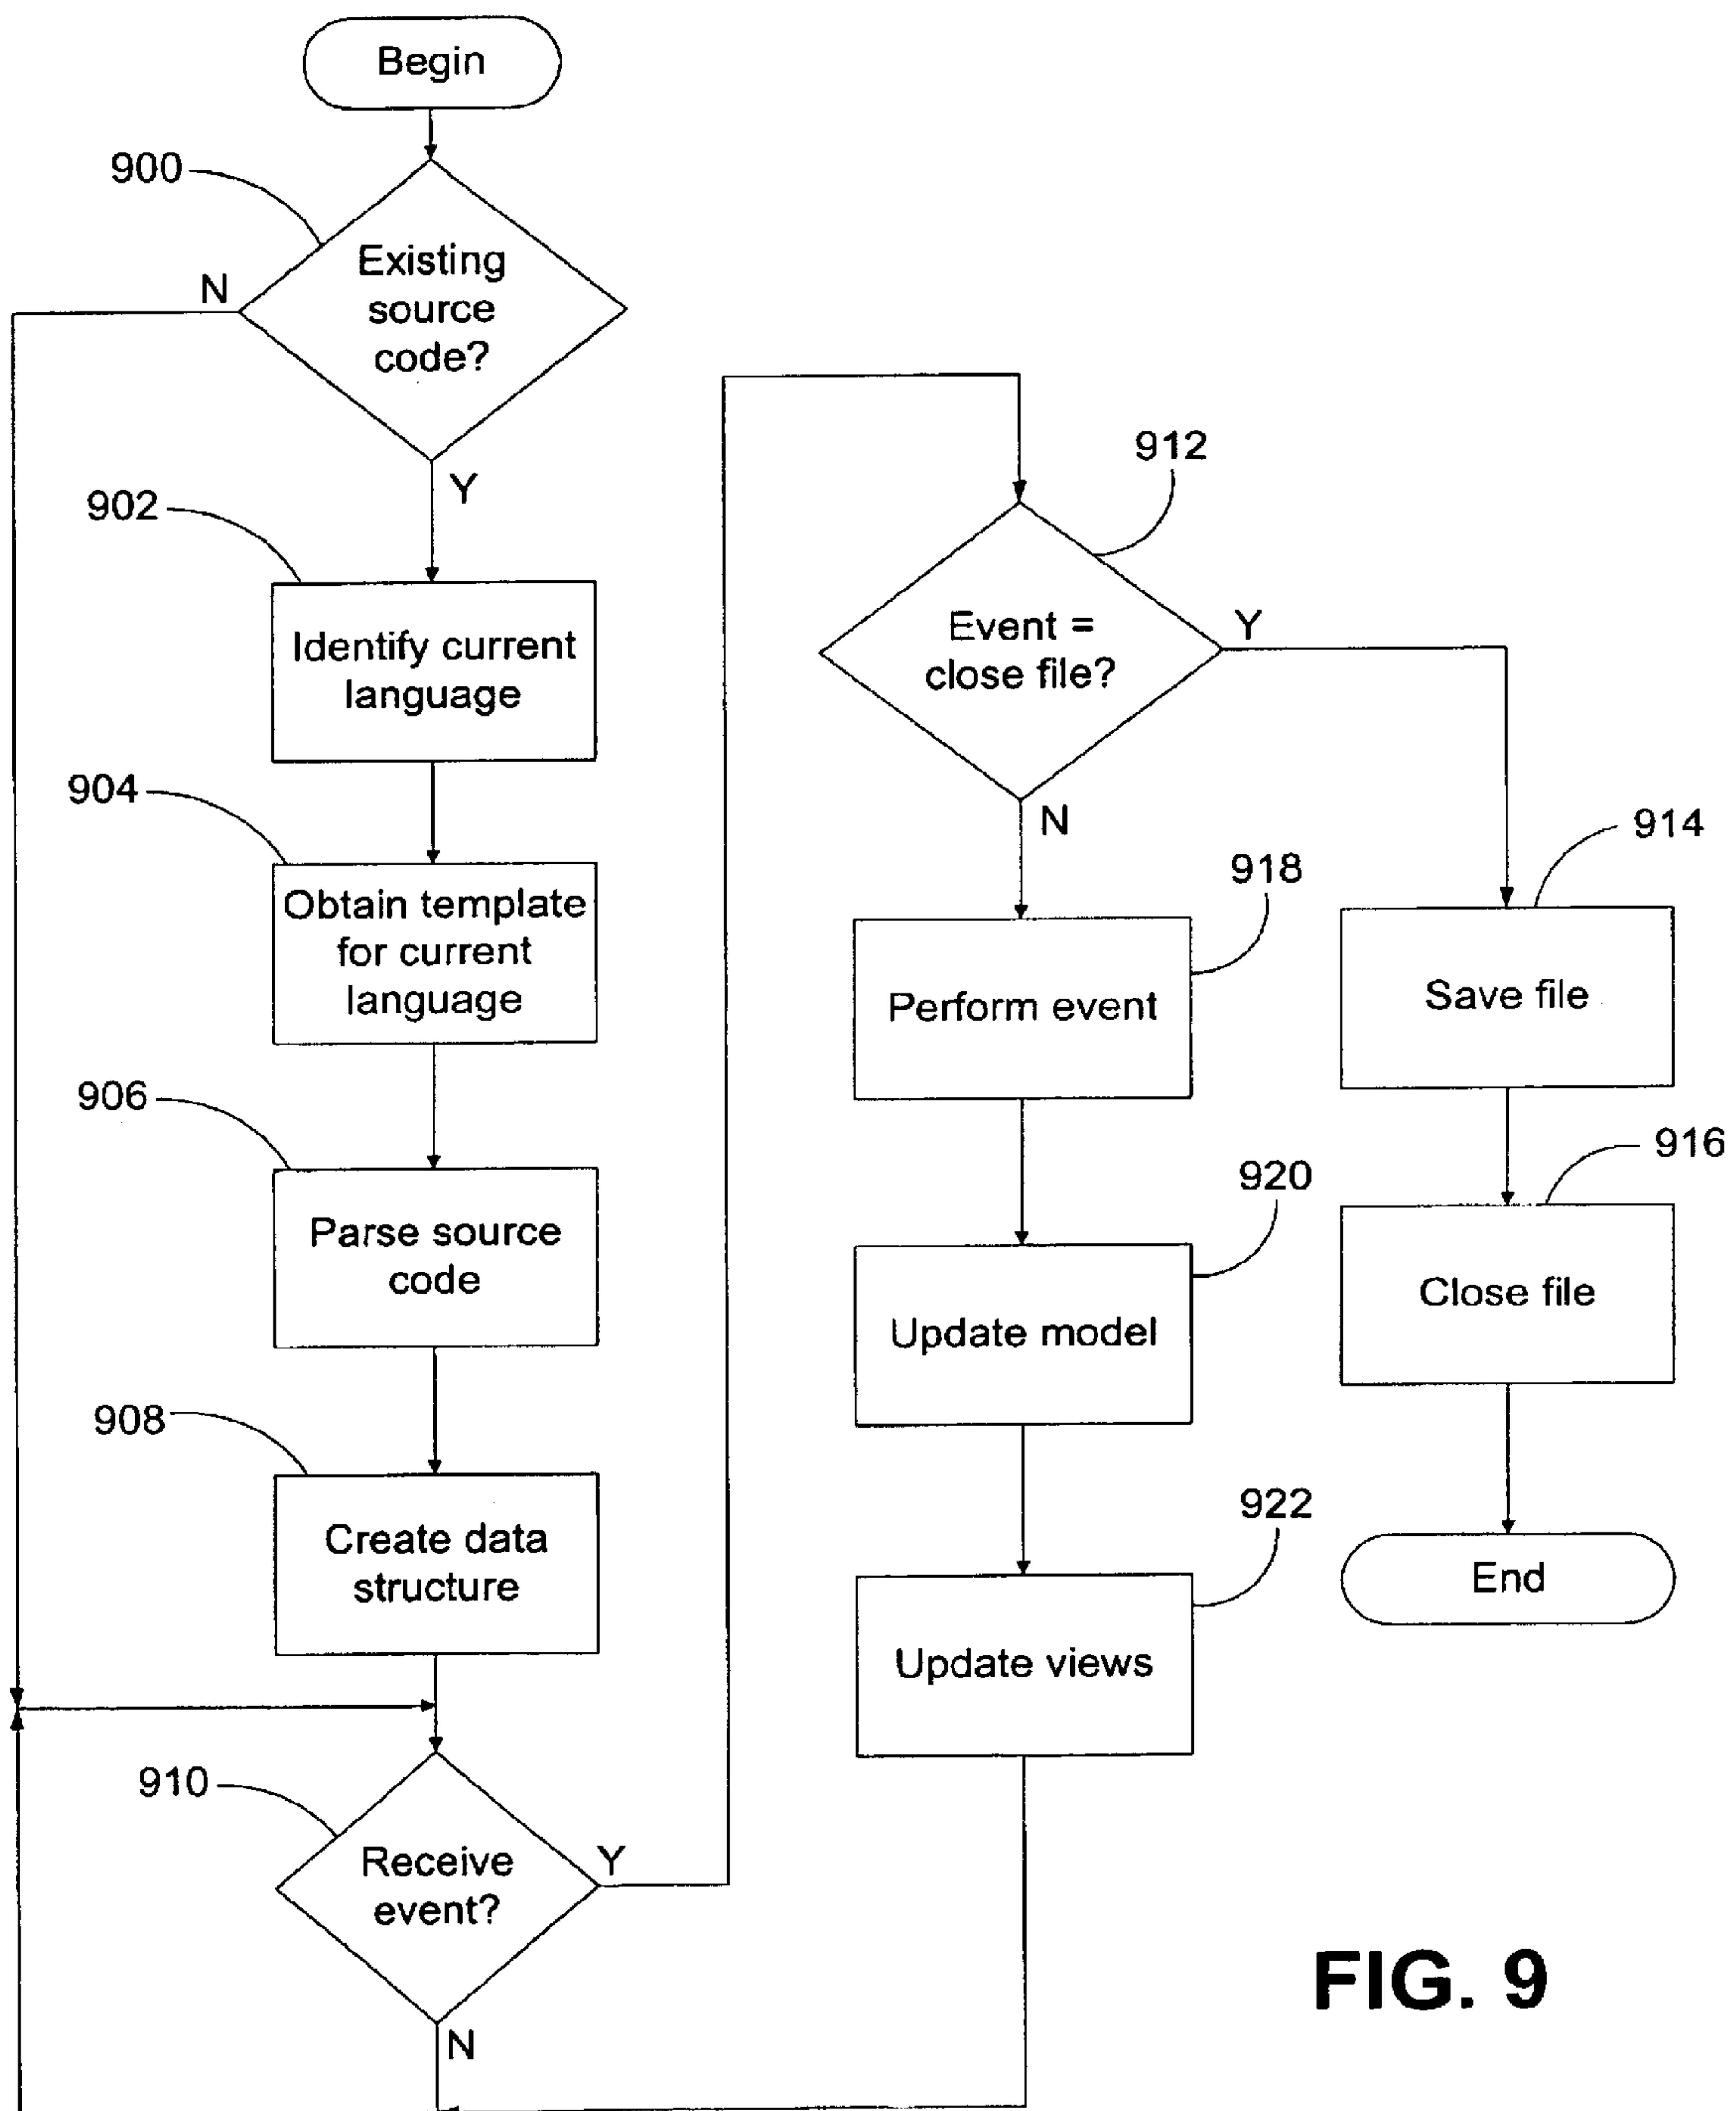 Begin
900
Existing
source
code?
N
Y
902
Identify current
language
904
Obtain template
for current
language
906
Parse source
code
908
Create data
structure
910
Receive
event?
Y
N
912
Event =
close file?
Y
N
914
Save file
916
Close file
End
918
Perform event
920
Update model
922
Update views
FIG. 9